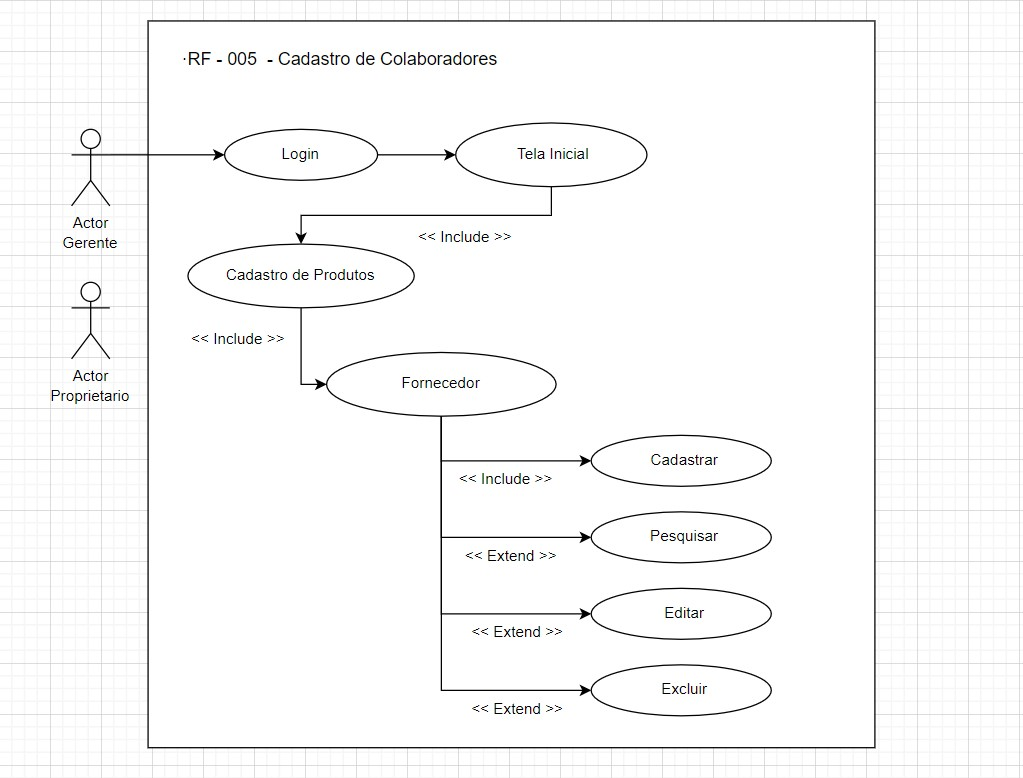 ·RF - 005  - Cadastro de Colaboradores
Login
Tela Inicial
Actor
Gerente
<< Include >>
Cadastro de Produtos
<< Include >>
Actor
Proprietario
Fornecedor
Cadastrar
<< Include >>
Pesquisar
<< Extend >>
Editar
<< Extend >>
Excluir
<< Extend >>